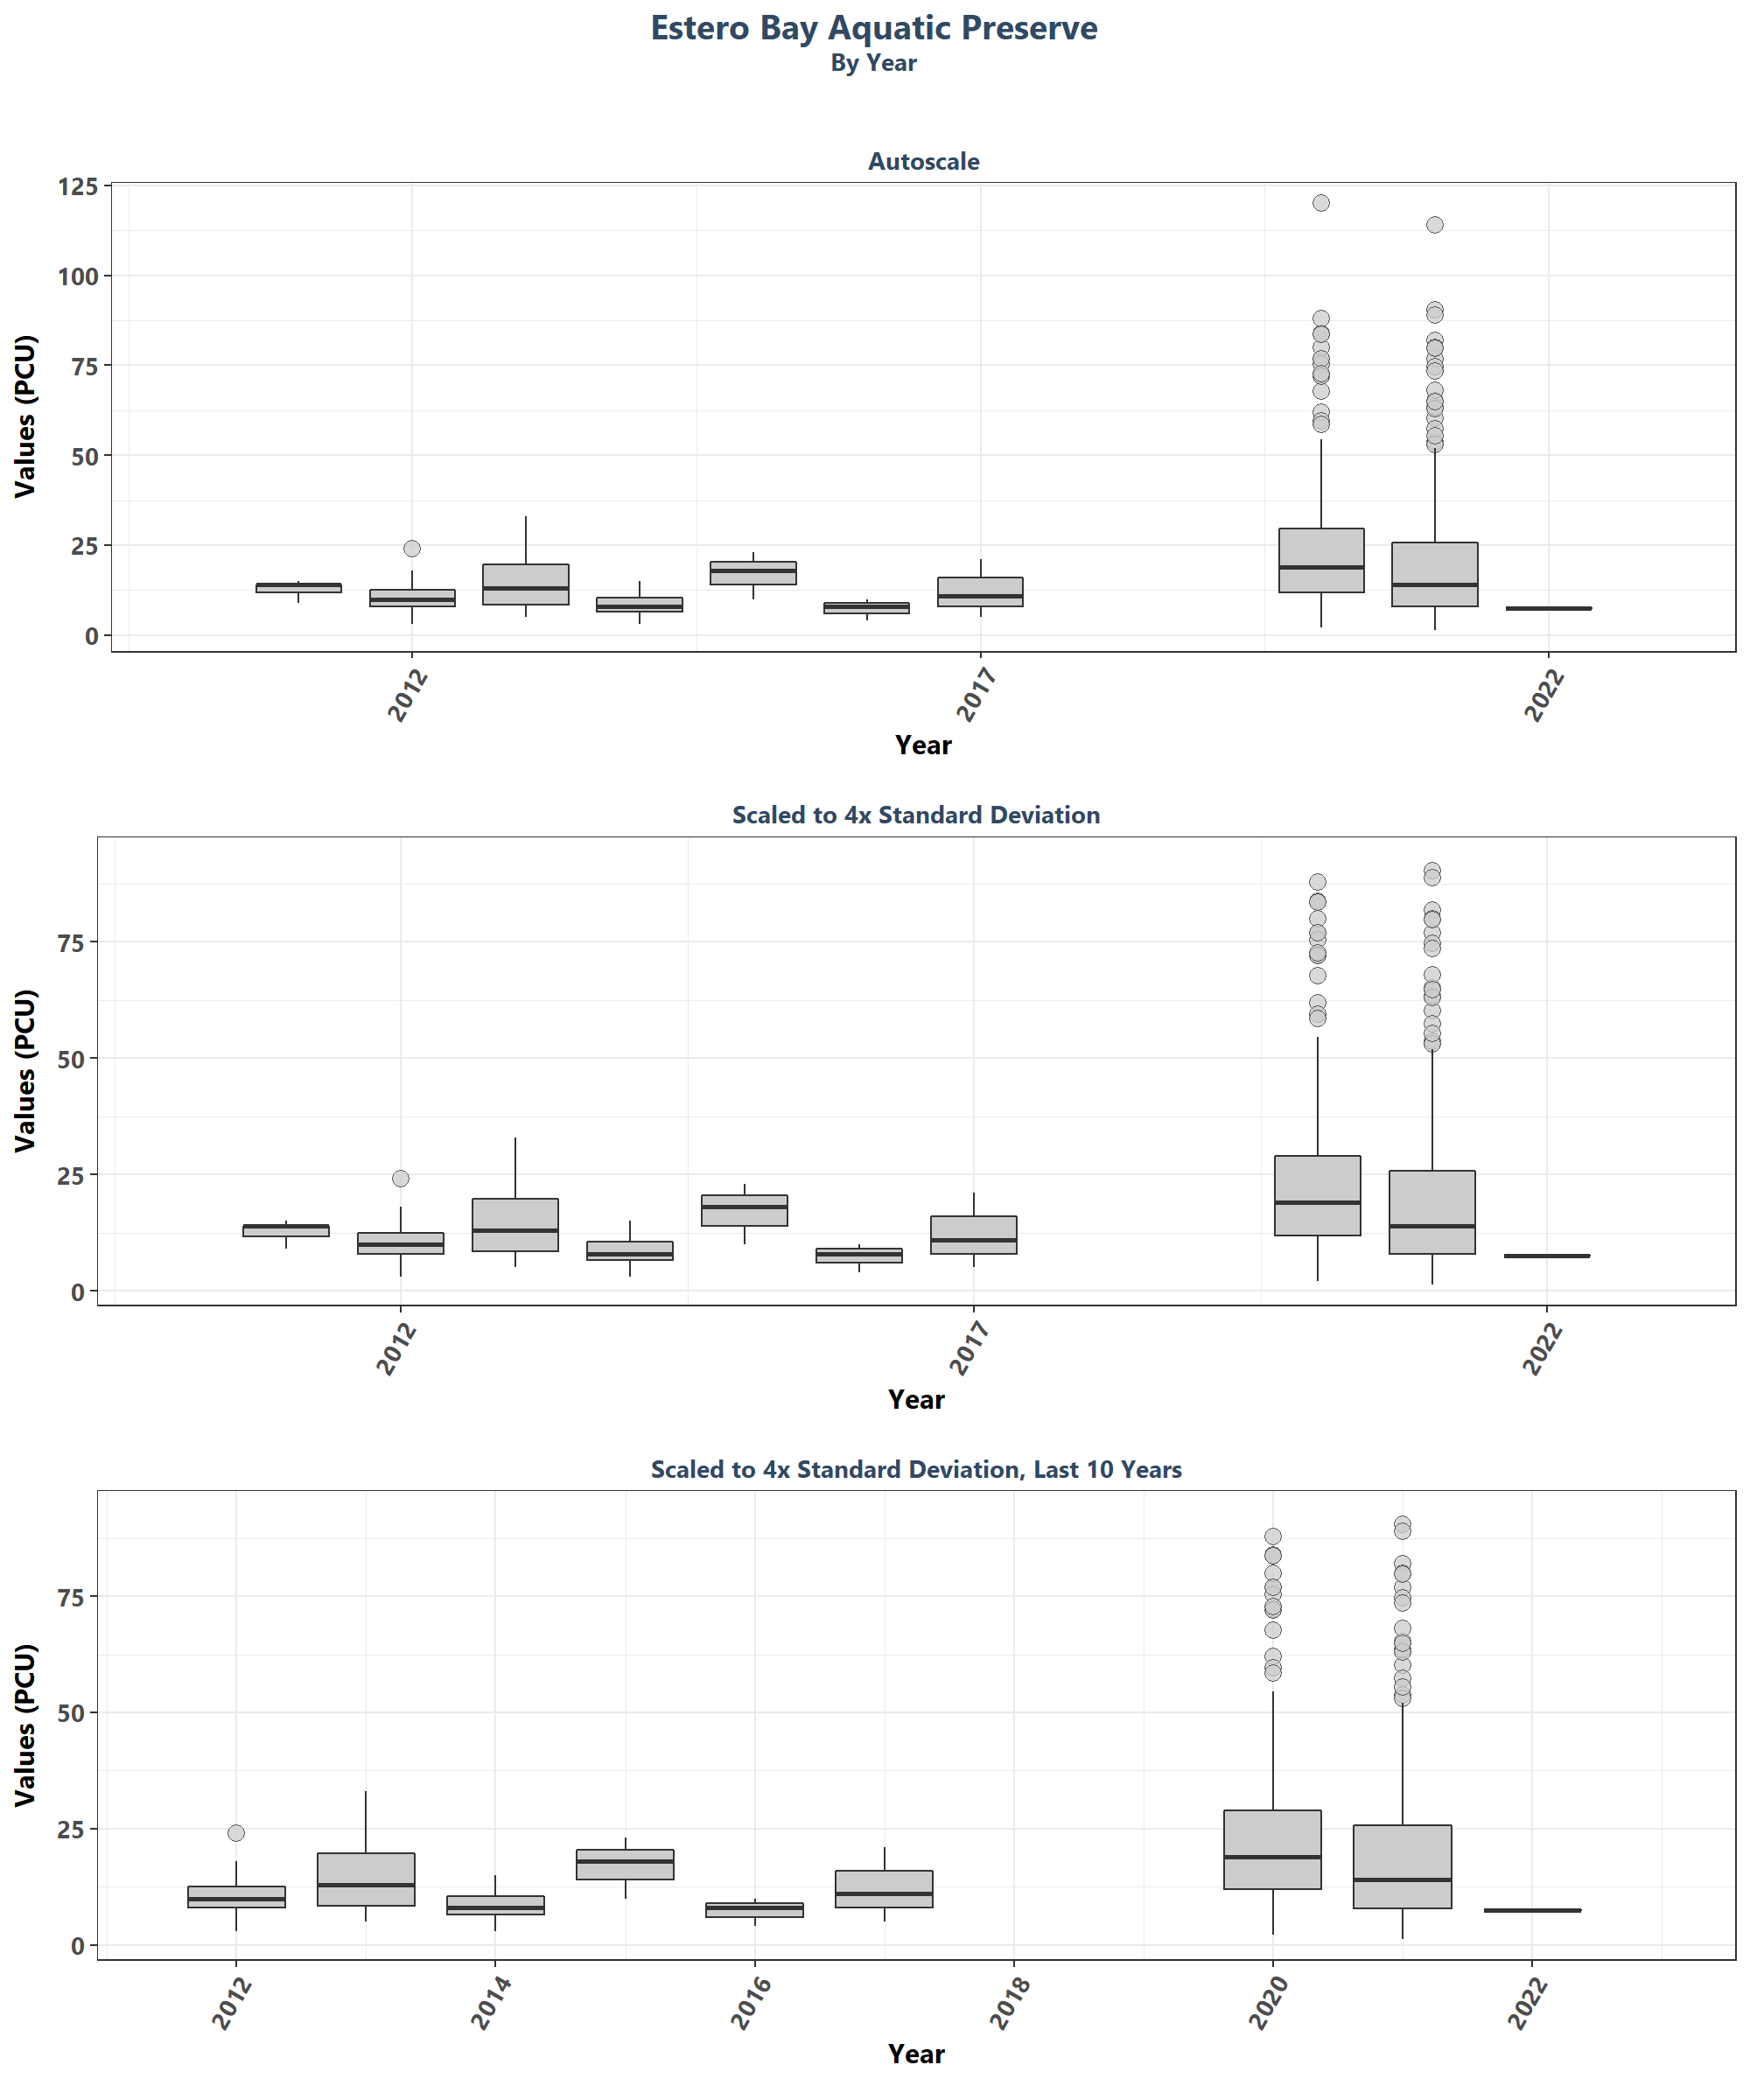 Estero Bay Aquatic Preserve
By Year
Autoscale
125
100
75
50
25
0
Values (PCU)
2012
2017
2022
Year
Scaled to 4x Standard Deviation
75
50
25
0
Values (PCU)
2012
2017
2022
Year
Scaled to 4x Standard Deviation, Last 10 Years
75
50
25
0
Values (PCU)
2012
2014
2016
2018
2020
2022
Year